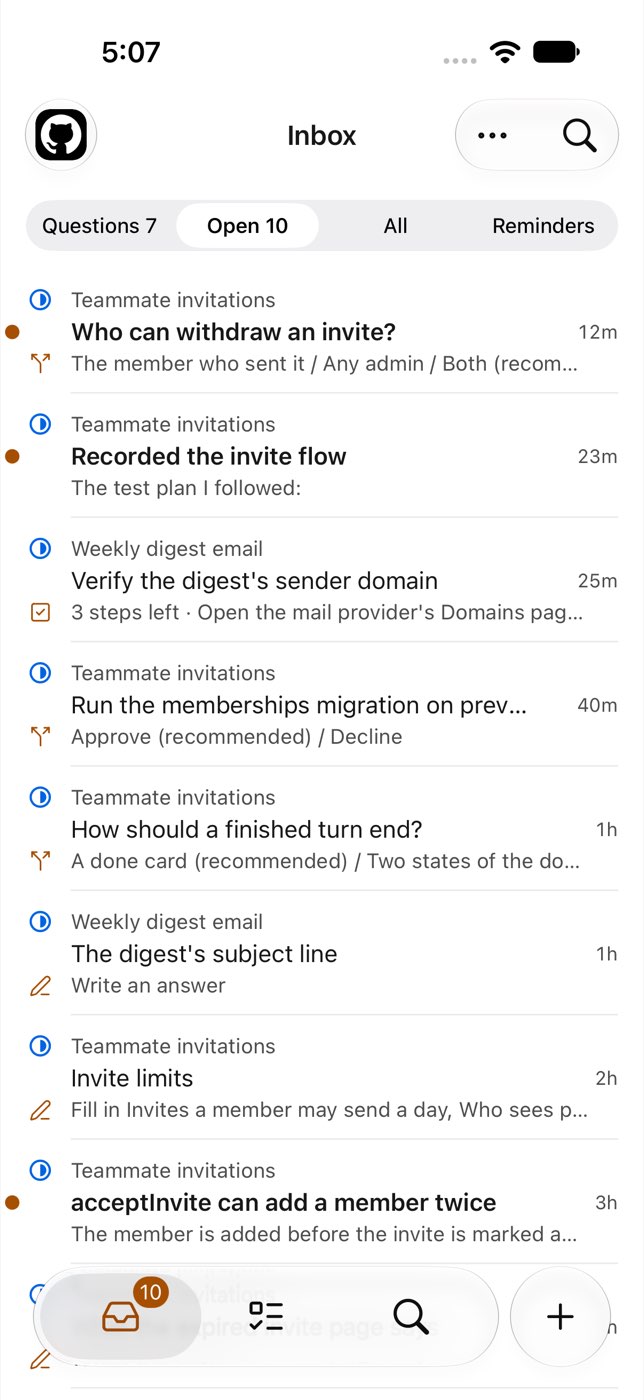 5:07
Inbox
Questions 7
Open 10
All
Reminders
Teammate invitations
Who can withdraw an invite?
12m
The member who sent it / Any admin / Both (recom...
Teammate invitations
Recorded the invite flow
23m
The test plan I followed:
Weekly digest email
Verify the digest's sender domain
25m
3 steps left · Open the mail provider's Domains pag...
Teammate invitations
Run the memberships migration on prev...
40m
Approve (recommended) / Decline
Teammate invitations
How should a finished turn end?
1h
A done card (recommended) / Two states of the do...
Weekly digest email
The digest's subject line
1h
Write an answer
Teammate invitations
Invite limits
2h
Fill in Invites a member may send a day, Who sees p...
Teammate invitations
acceptInvite can add a member twice
3h
The member is added before the invite is marked a...
expired invite page says
10